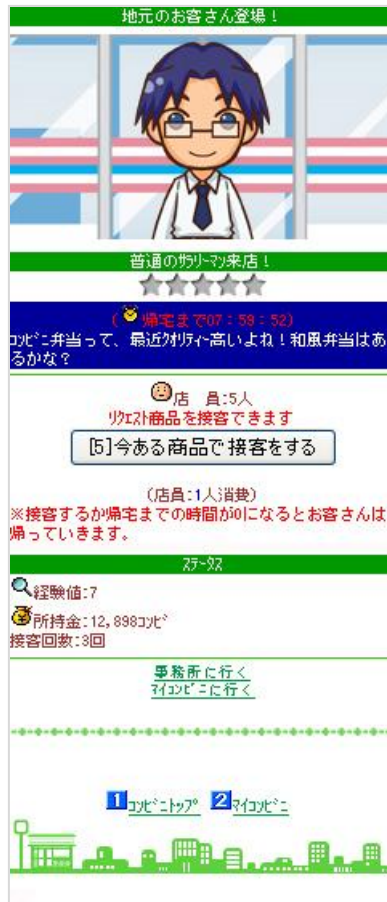 地元のお客さん登場！
普通のｻﾗﾘｰﾏﾝ来店！
(帰宅まで07：59：52)
ｺﾝﾋﾞﾆ弁当って、最近ｸｵﾘﾃｨｰ高いよね！和風弁当はあ
るかな？
店　員:5人
ﾘｸｴｽﾄ商品を接客できます
[5]今ある商品で接客をする
(店員:1人消費)
※接客するか帰宅までの時間が0になるとお客さんは
帰っていきます。
ｽﾃｰﾀｽ
経験値:7
所持金:12,898ｺﾝﾋﾞ
接客回数:3回
事務所に行く
ﾏｲｺﾝﾋﾞﾆに行く
1ｺﾝﾋﾞﾆﾄｯﾌﾟ 2ﾏｲｺﾝﾋﾞﾆ